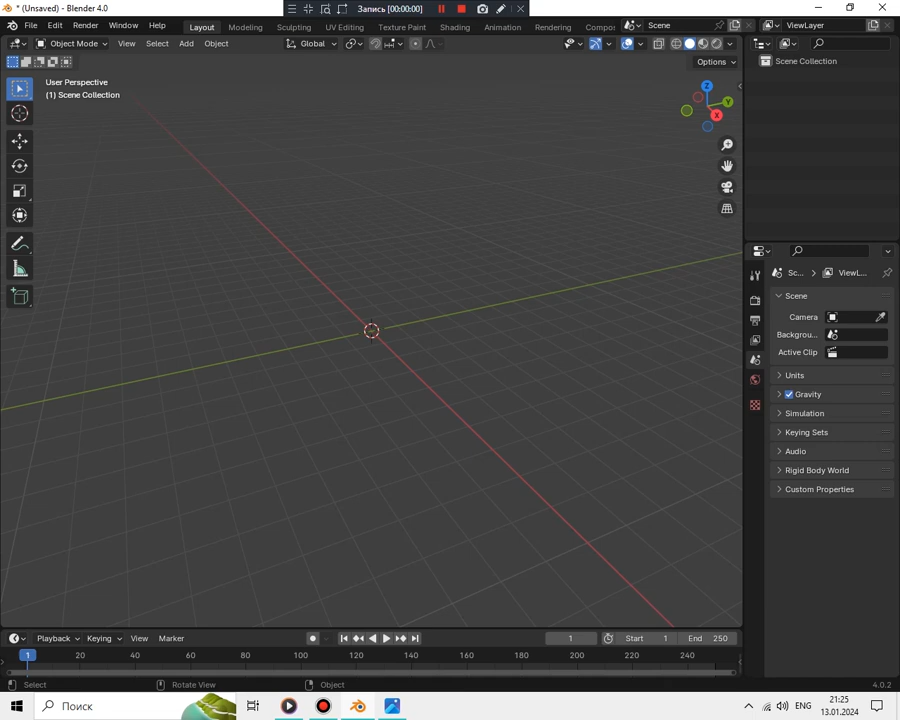 * (Unsaved) - Blender 4.0
Запись [00:00:00]
File Edit Render Window Help Layout Modeling Sculpting UV Editing Texture Paint Shading Animation Rendering Compo Scene ViewLayer
Object Mode View Select Add Object Global
Options
User Perspective
(1) Scene Collection
Z
Y
X
Scene Collection
Sc... ViewL...
Scene
Camera
Backgrou...
Active Clip
Units
Gravity
Simulation
Keying Sets
Audio
Rigid Body World
Custom Properties
Playback Keying View Marker 1 Start 1 End 250
1 20 40 60 80 100 120 140 160 180 200 220 240
Select Rotate View Object 4.0.2
Поиск
ENG
21:25
13.01.2024